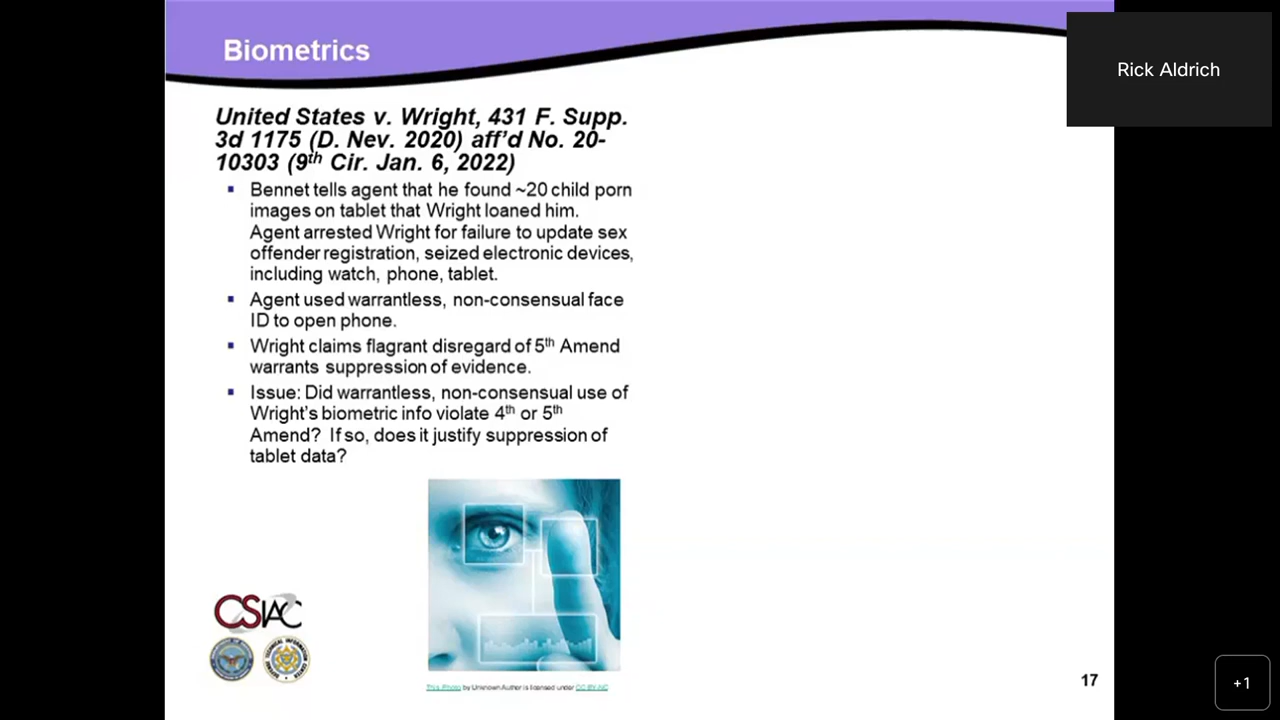 Biometrics
Rick Aldrich
United States v. Wright, 431 F. Supp.
3d 1175 (D. Nev. 2020) aff’d No. 20-
10303 (9th Cir. Jan. 6, 2022)
▪ Bennet tells agent that he found ~20 child porn
images on tablet that Wright loaned him.
Agent arrested Wright for failure to update sex
offender registration, seized electronic devices,
including watch, phone, tablet.
▪ Agent used warrantless, non-consensual face
ID to open phone.
▪ Wright claims flagrant disregard of 5th Amend
warrants suppression of evidence.
▪ Issue: Did warrantless, non-consensual use of
Wright’s biometric info violate 4th or 5th
Amend? If so, does it justify suppression of
tablet data?
CSIAC
This Photo by Unknown Author is licensed under CC BY-NC
17
+1